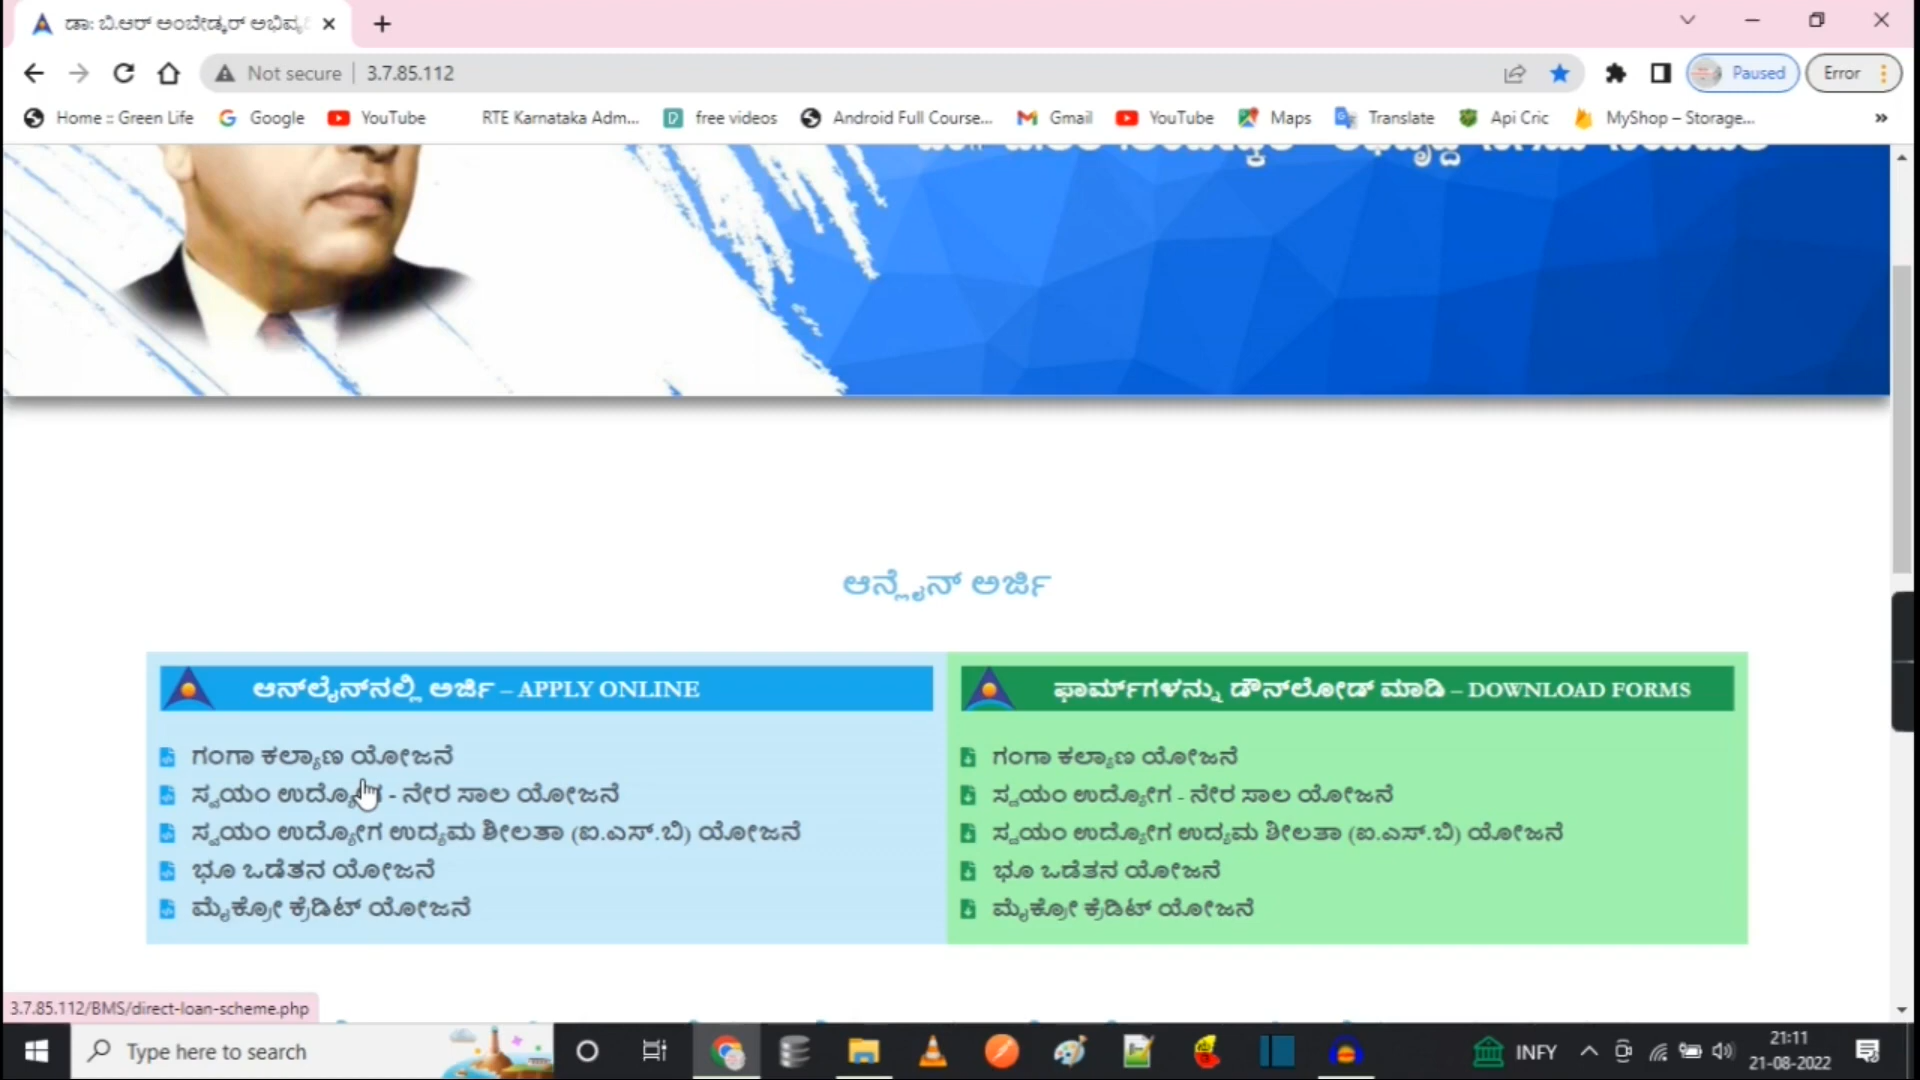 ಡಾ: ಬಿ.ಆರ್ ಅಂಬೇಡ್ಕರ್
Not secure
3.7.85.112
Paused
Error
Home :: Green Life
Google
YouTube
RTE Karnataka Adm...
free videos
Android Full Course...
Gmail
YouTube
Maps
Translate
Api Cric
MyShop – Storage...
»
ಆನ್ಲೈನ್ ಅರ್ಜಿ
ಆನ್‌ಲೈನ್‌ನಲ್ಲಿ ಅರ್ಜಿ – APPLY ONLINE
ಗಂಗಾ ಕಲ್ಯಾಣ ಯೋಜನೆ
ಸ್ವಯಂ ಉದ್ಯೋಗ - ನೇರ ಸಾಲ ಯೋಜನೆ
ಸ್ವಯಂ ಉದ್ಯೋಗ ಉದ್ಯಮ ಶೀಲತಾ (ಐ.ಎಸ್.ಬಿ) ಯೋಜನೆ
ಭೂ ಒಡೆತನ ಯೋಜನೆ
ಮೈಕ್ರೋ ಕ್ರೆಡಿಟ್ ಯೋಜನೆ
ಫಾರ್ಮ್‌ಗಳನ್ನು ಡೌನ್‌ಲೋಡ್ ಮಾಡಿ – DOWNLOAD FORMS
ಗಂಗಾ ಕಲ್ಯಾಣ ಯೋಜನೆ
ಸ್ವಯಂ ಉದ್ಯೋಗ - ನೇರ ಸಾಲ ಯೋಜನೆ
ಸ್ವಯಂ ಉದ್ಯೋಗ ಉದ್ಯಮ ಶೀಲತಾ (ಐ.ಎಸ್.ಬಿ) ಯೋಜನೆ
ಭೂ ಒಡೆತನ ಯೋಜನೆ
ಮೈಕ್ರೋ ಕ್ರೆಡಿಟ್ ಯೋಜನೆ
3.7.85.112/BMS/direct-loan-scheme.php
Type here to search
INFY
21:11
21-08-2022